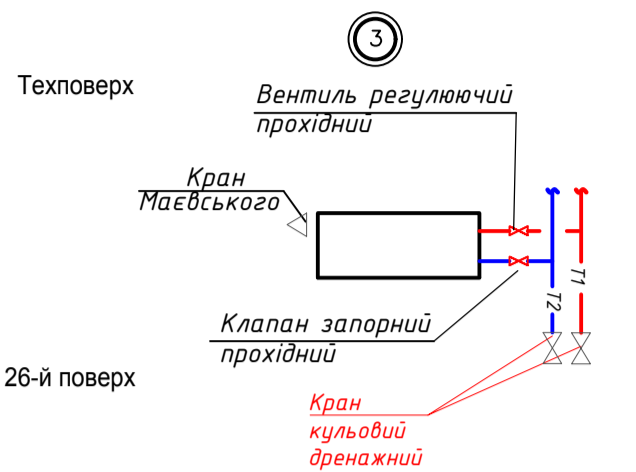 3
Техповерх
Вентиль регулюючий
прохідний
Кран
Маєвського
Т1
Т2
Клапан запорний
прохідний
26-й поверх
Кран
кульовий
дренажний